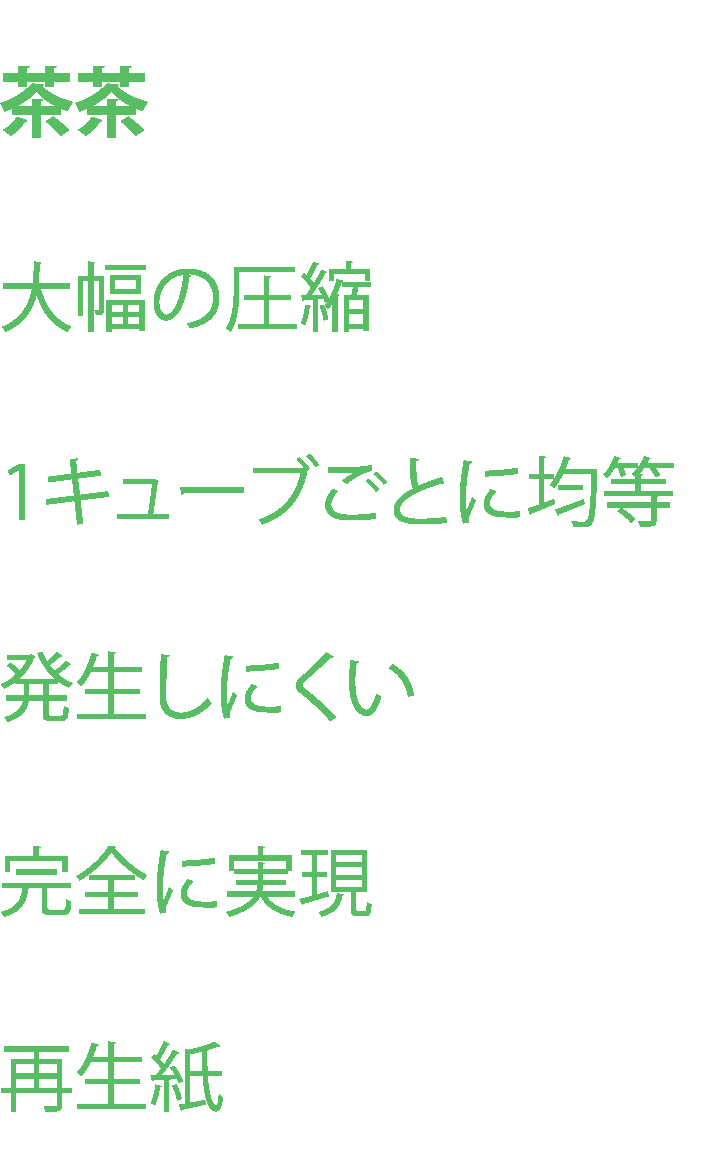 茶茶
大幅の圧縮
1キューブごとに均等
発生しにくい
完全に実現
再生紙